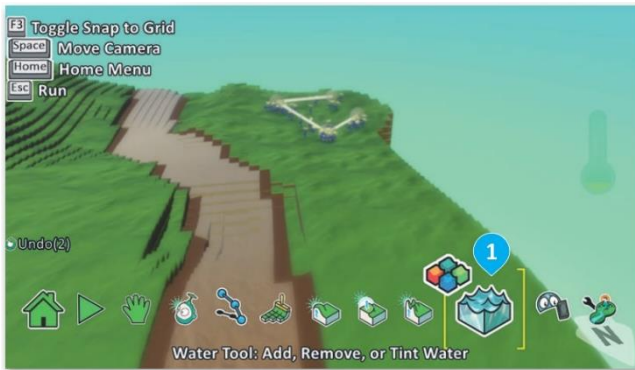 F3 Toggle Snap to Grid
Space Move Camera
Home Home Menu
Esc Run
Undo(2)
1
N
Water Tool: Add, Remove, or Tint Water